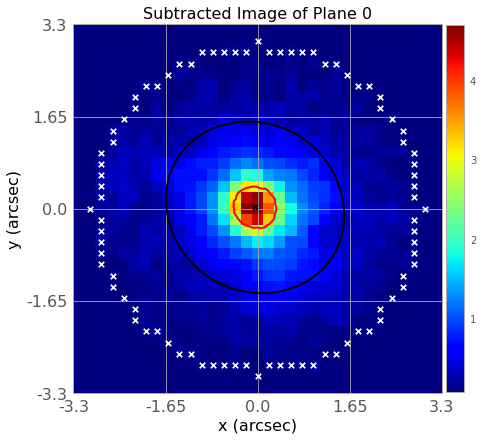 Subtracted Image of Plane 0
3.3
1.65
0.0
-1.65
-3.3
y (arcsec)
-3.3 -1.65 0.0 1.65 3.3
x (arcsec)
4
3
2
1